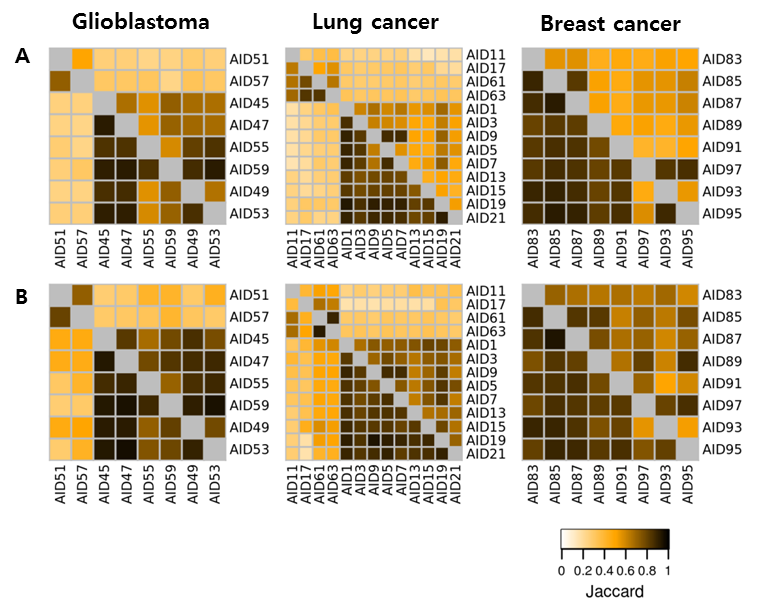 Glioblastoma Lung cancer Breast cancer
A
AID51
AID57
AID45
AID47
AID55
AID59
AID49
AID53
AID51 AID57 AID45 AID47 AID55 AID59 AID49 AID53
AID11
AID17
AID61
AID63
AID1
AID3
AID9
AID5
AID7
AID13
AID15
AID19
AID21
AID11 AID17 AID61 AID63 AID1 AID3 AID9 AID5 AID7 AID13 AID15 AID19 AID21
AID83
AID85
AID87
AID89
AID91
AID97
AID93
AID95
AID83 AID85 AID87 AID89 AID91 AID97 AID93 AID95
B
AID51
AID57
AID45
AID47
AID55
AID59
AID49
AID53
AID51 AID57 AID45 AID47 AID55 AID59 AID49 AID53
AID11
AID17
AID61
AID63
AID1
AID3
AID9
AID5
AID7
AID13
AID15
AID19
AID21
AID11 AID17 AID61 AID63 AID1 AID3 AID9 AID5 AID7 AID13 AID15 AID19 AID21
AID83
AID85
AID87
AID89
AID91
AID97
AID93
AID95
AID83 AID85 AID87 AID89 AID91 AID97 AID93 AID95
0 0.2 0.4 0.6 0.8 1
Jaccard